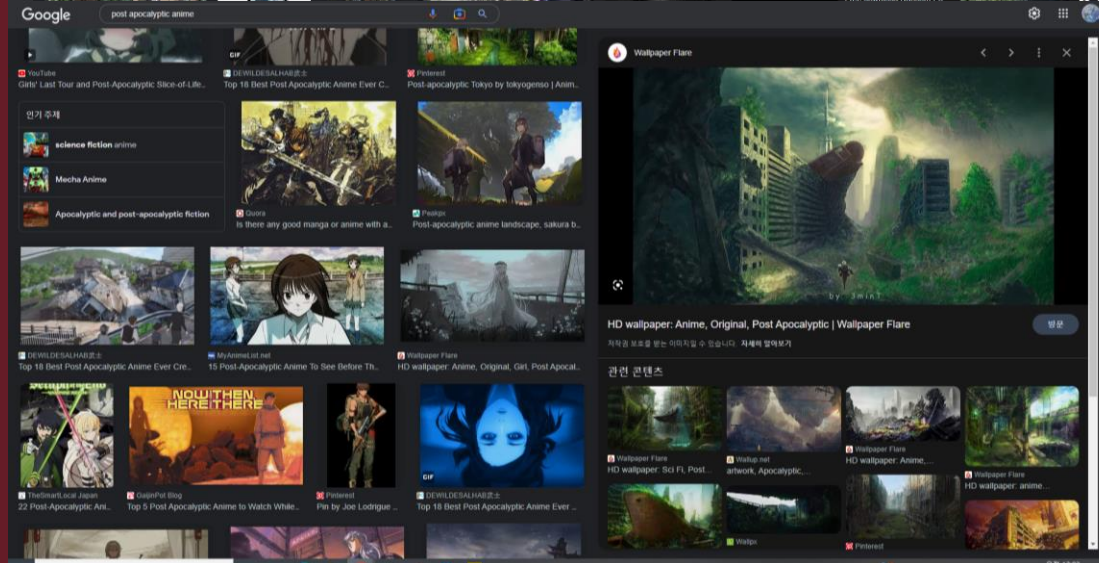 Google
post apocalyptic anime
YouTube
Girls' Last Tour and Post-Apocalyptic Slice-of-Life..
GIF
DEWILDESALHAB武士
Top 18 Best Post Apocalyptic Anime Ever C...
Pinterest
Post-apocalyptic Tokyo by tokyogenso | Anim..
인기 주제
science fiction anime
Mecha Anime
Apocalyptic and post-apocalyptic fiction
Quora
Is there any good manga or anime with a..
Peakpx
Post-apocalyptic anime landscape, sakura b..
DEWILDESALHAB武士
Top 18 Best Post Apocalyptic Anime Ever Cre..
MyAnimeList.net
15 Post-Apocalyptic Anime To See Before Th..
Wallpaper Flare
HD wallpaper: Anime, Original, Girl, Post Apocal..
NOW THEN
HERE THERE
GIF
TheSmartLocal Japan
22 Post-Apocalyptic Ani..
GaijinPot Blog
Top 5 Post Apocalyptic Anime to Watch While..
Pinterest
Pin by Joe Lodrigue ...
DEWILDESALHAB武士
Top 18 Best Post Apocalyptic Anime Ever ...
Wallpaper Flare
by 3mint
HD wallpaper: Anime, Original, Post Apocalyptic | Wallpaper Flare
방문
저작권 보호를 받는 이미지일 수 있습니다. 자세히 알아보기
관련 콘텐츠
Wallpaper Flare
HD wallpaper: Sci Fi, Post...
Wallup.net
artwork, Apocalyptic,...
Wallpaper Flare
HD wallpaper: Anime,...
Wallpaper Flare
HD wallpaper: anime...
Wallpx
Pinterest